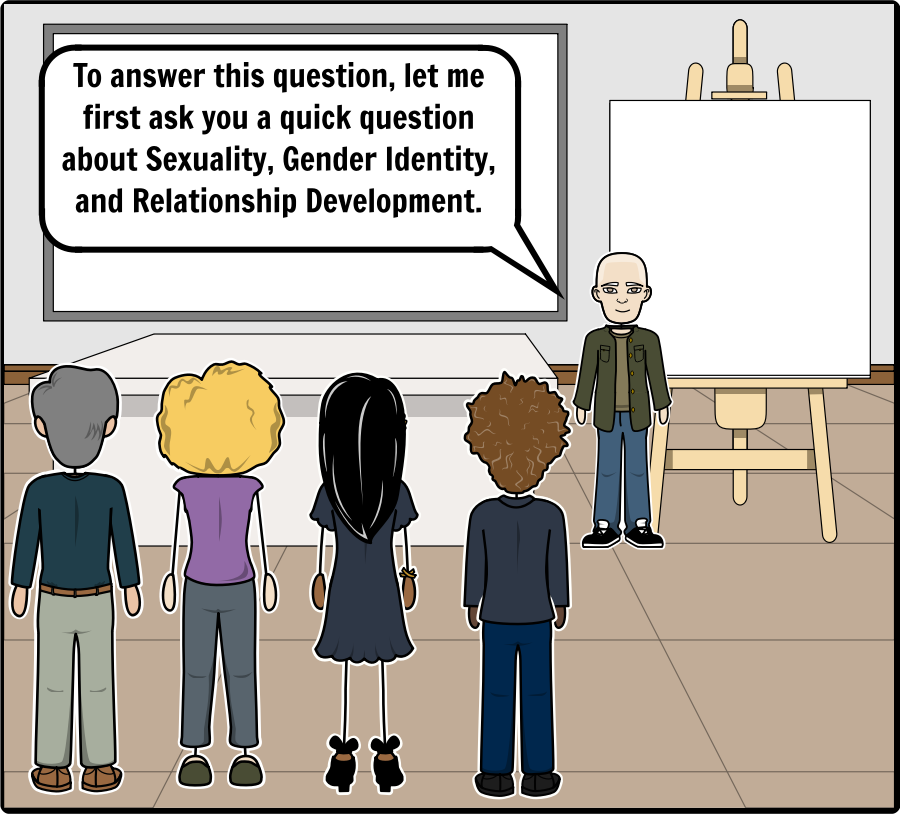 To answer this question, let me
first ask you a quick question
about Sexuality, Gender Identity,
and Relationship Development.